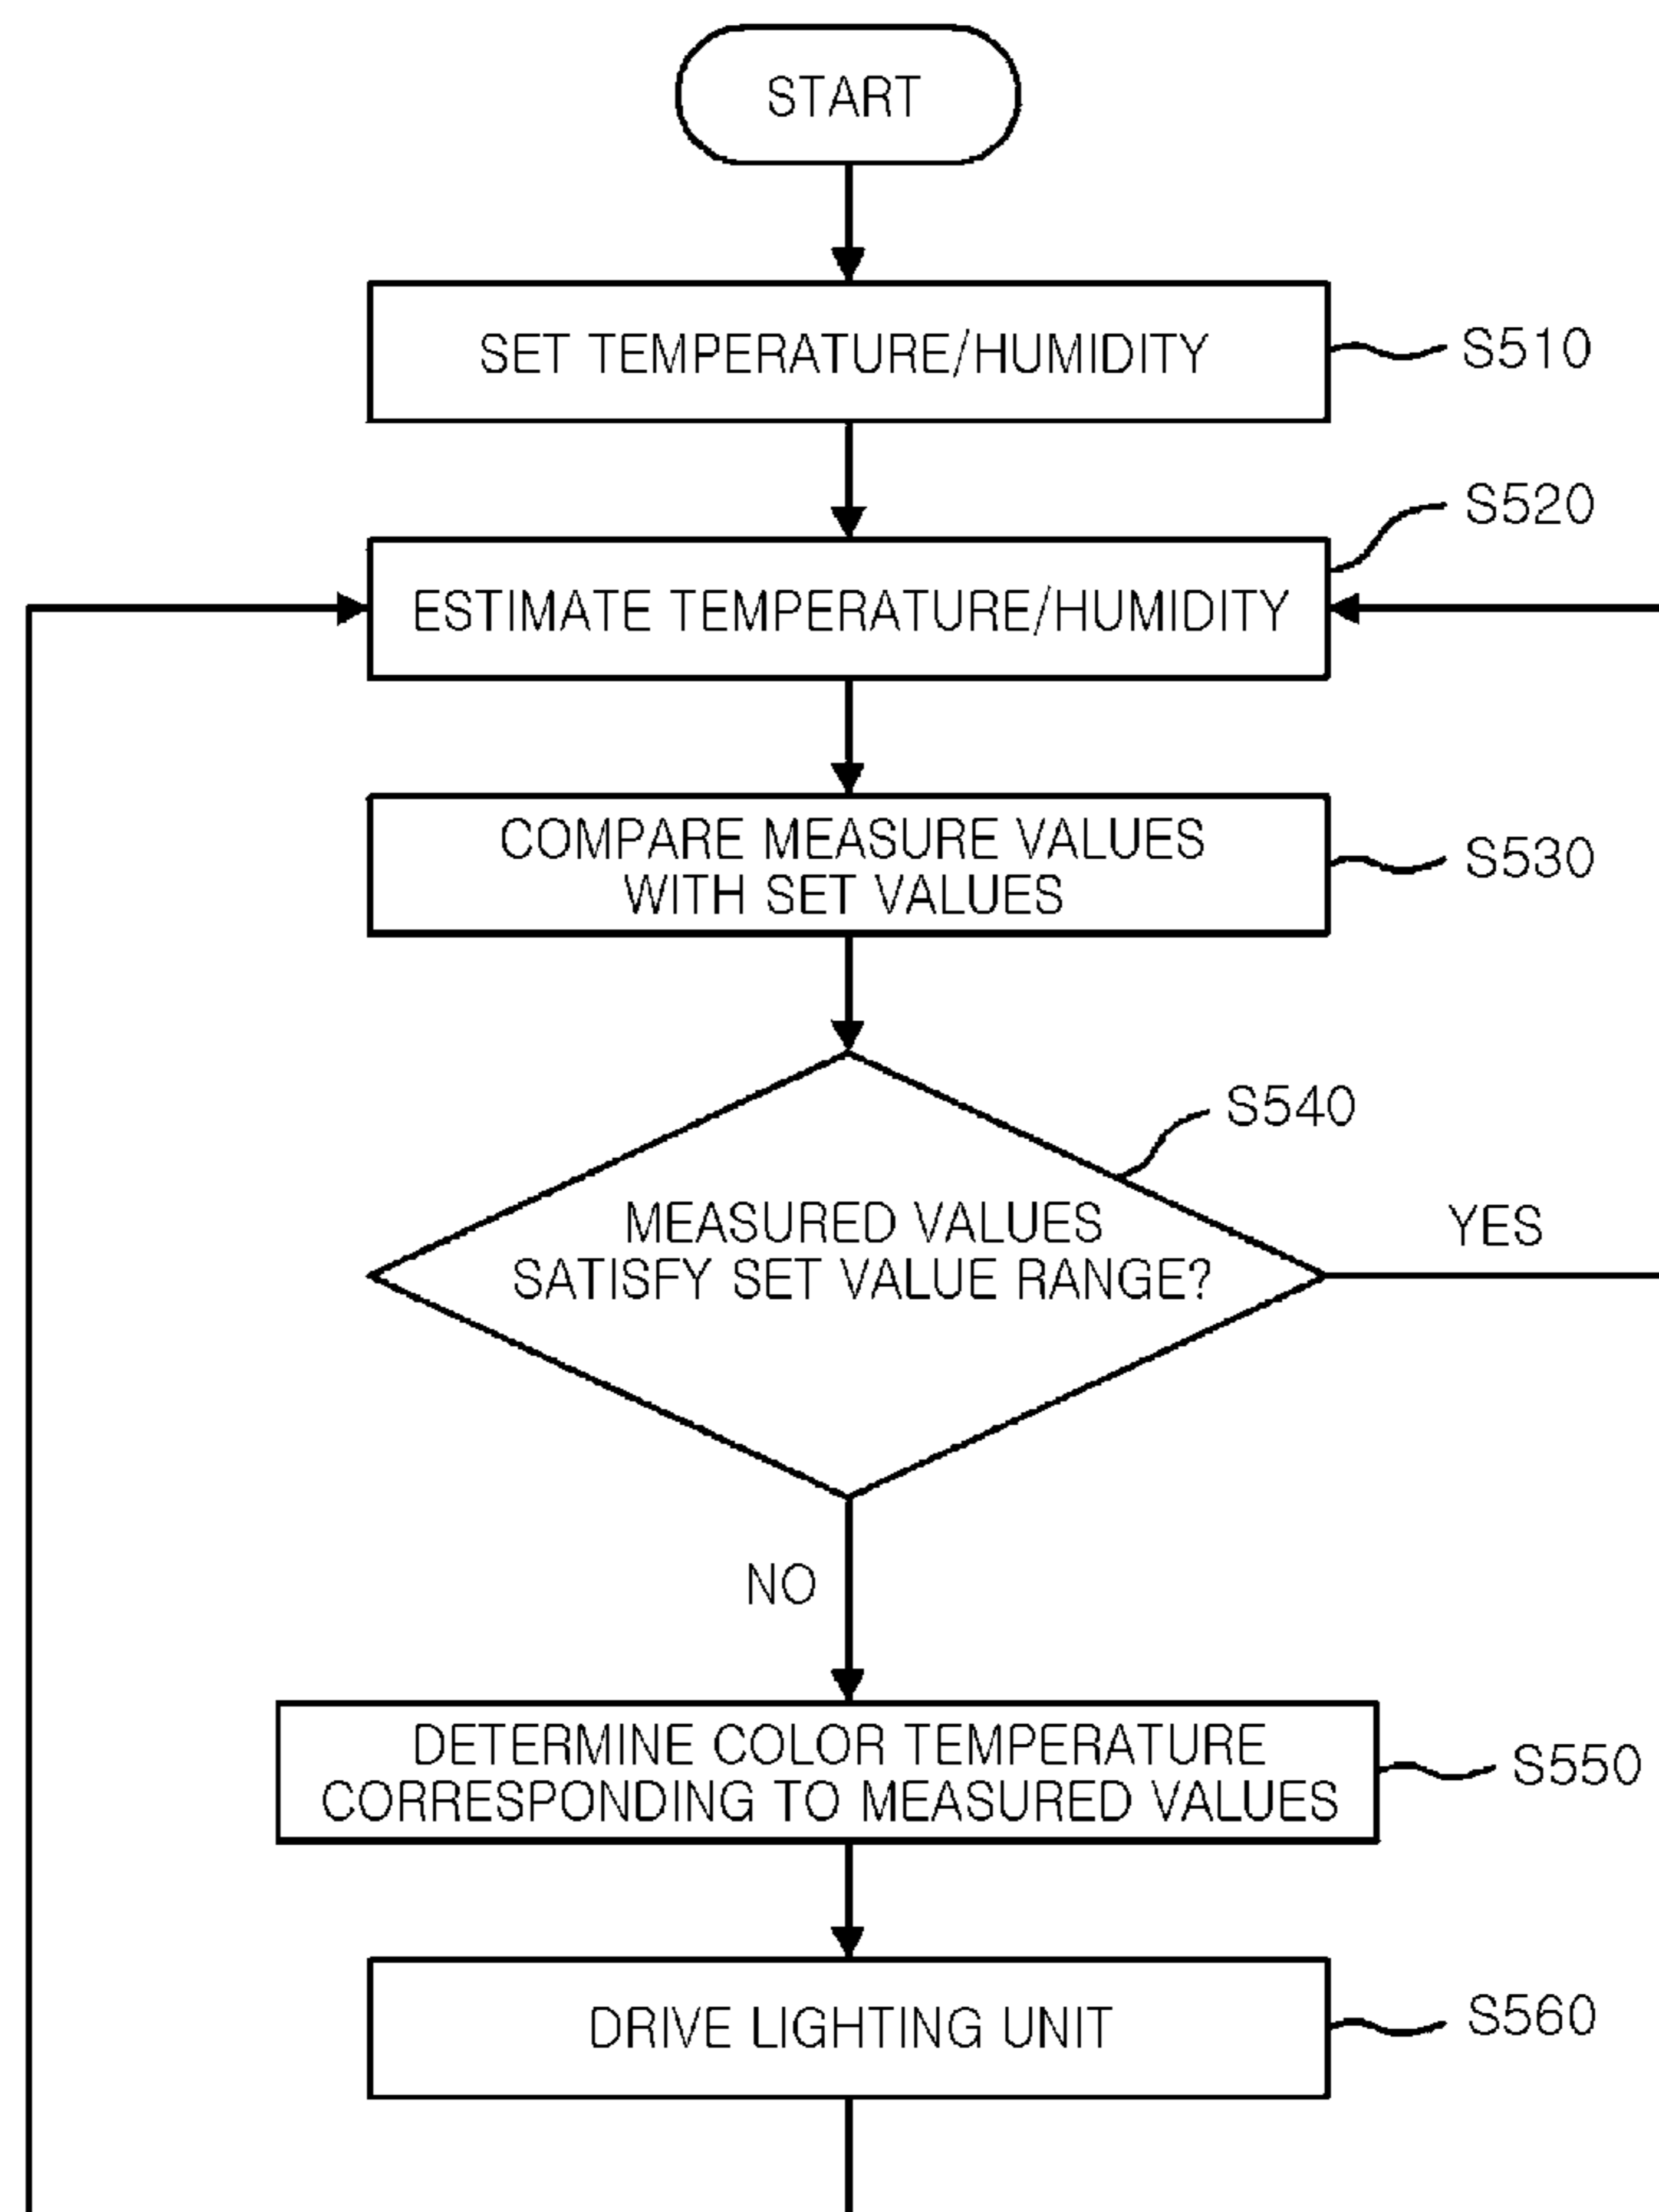 START
SET TEMPERATURE/HUMIDITY
S510
S520
ESTIMATE TEMPERATURE/HUMIDITY
COMPARE MEASURE VALUES
WITH SET VALUES
S530
S540
MEASURED VALUES
SATISFY SET VALUE RANGE?
YES
NO
DETERMINE COLOR TEMPERATURE
CORRESPONDING TO MEASURED VALUES
S550
DRIVE LIGHTING UNIT
S560